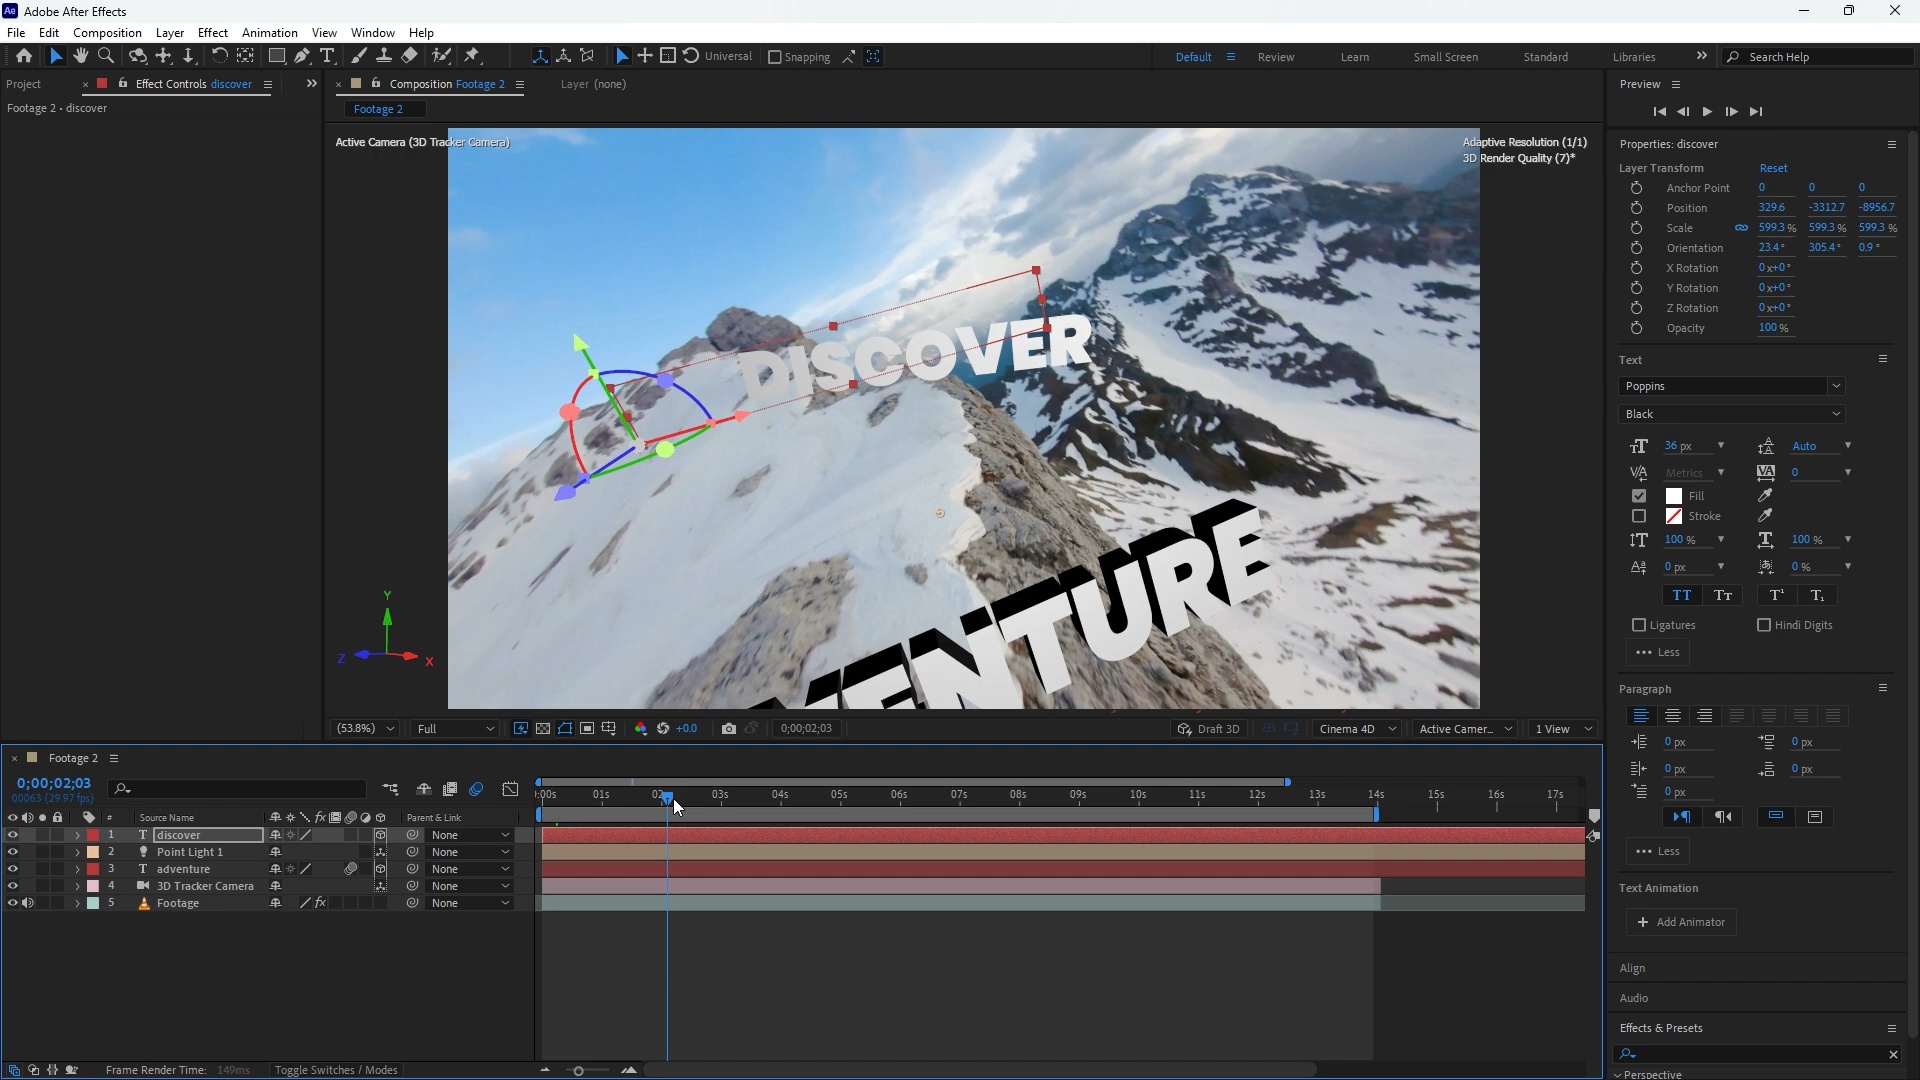 Ae Adobe After Effects
File Edit Composition Layer Effect Animation View Window Help
Universal Snapping Default Review Learn Small Screen Standard Libraries Search Help
Project Effect Controls discover Composition Footage 2 Layer (none) Preview
Footage 2 • discover
Footage 2
Active Camera (3D Tracker Camera)
Adaptive Resolution (1/1)
3D Render Quality (7)*
DISCOVER
VENTURE
Y
Z X
Properties: discover
Layer Transform Reset
Anchor Point 0 0 0
Position 329.6 -3312.7 -8956.7
Scale 599.3 % 599.3 % 599.3 %
Orientation 23.4° 305.4° 0.9°
X Rotation 0x+0°
Y Rotation 0x+0°
Z Rotation 0x+0°
Opacity 100 %
Text
Poppins
Black
36 px Auto
Metrics 0
Fill
Stroke
100 % 100 %
0 px 0 %
TT TT T¹ T₁
Ligatures Hindi Digits
••• Less
Paragraph
0 px 0 px
0 px 0 px
0 px
••• Less
Text Animation
+ Add Animator
Align
Audio
Effects & Presets
Perspective
(53.8%) Full +0.0 0;00;02;03 Draft 3D Cinema 4D Active Camer... 1 View
Footage 2
0;00;02;03
00063 (29.97 fps)
:00s 01s 02s 03s 04s 05s 06s 07s 08s 09s 10s 11s 12s 13s 14s 15s 16s 17s
# Source Name fx Parent & Link
1 T discover None
2 Point Light 1 None
3 T adventure None
4 3D Tracker Camera None
5 Footage fx None
Frame Render Time: 149ms Toggle Switches / Modes